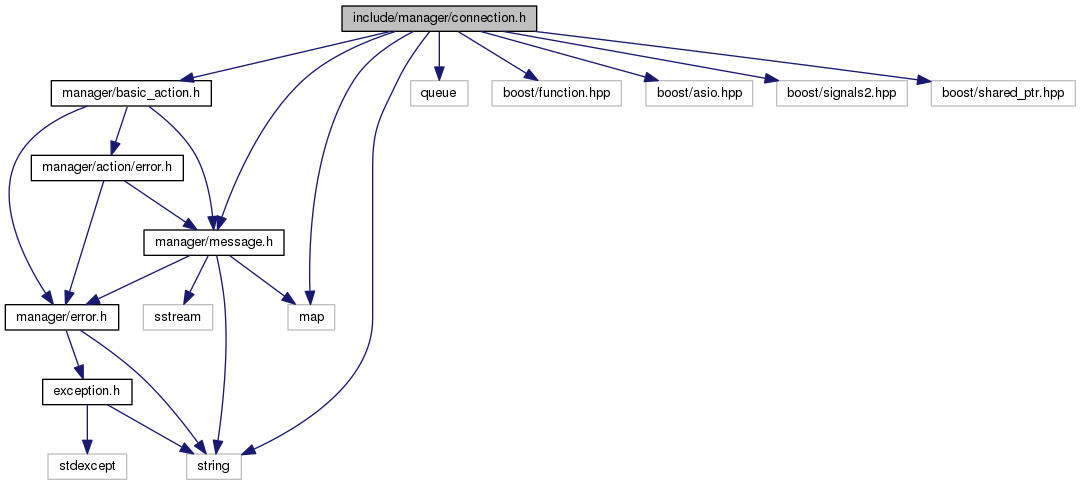 include/manager/connection.h
manager/basic_action.h
queue
boost/function.hpp
boost/asio.hpp
boost/signals2.hpp
boost/shared_ptr.hpp
manager/action/error.h
manager/message.h
manager/error.h
sstream
map
exception.h
stdexcept
string